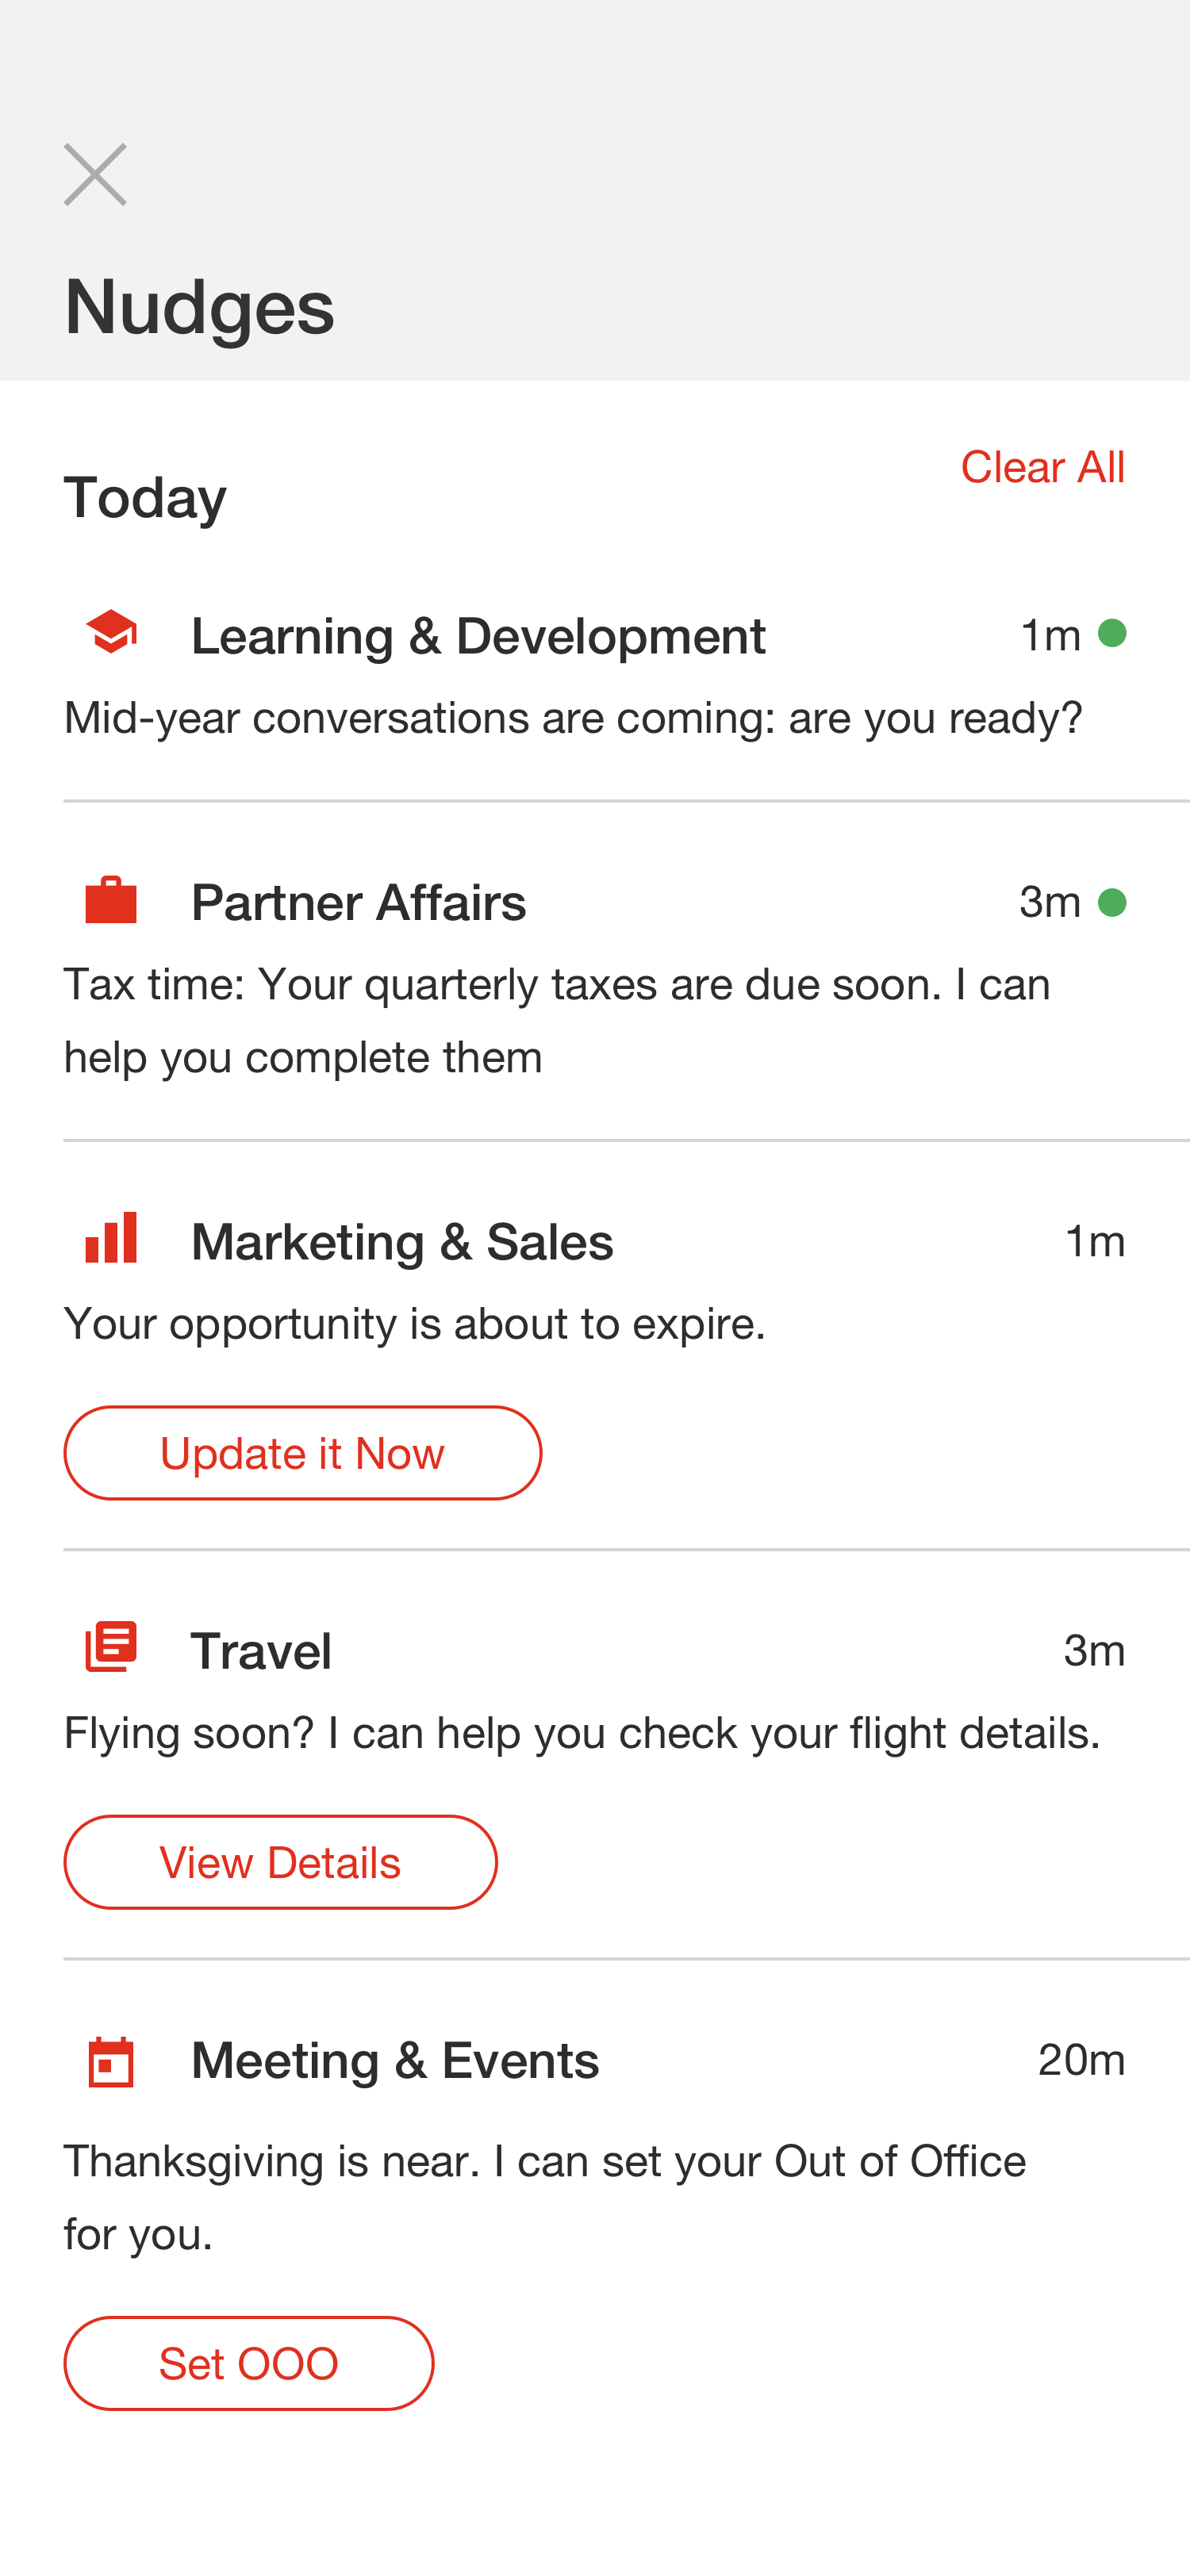 Nudges
Clear All
Today
Learning & Development 1m
Mid-year conversations are coming: are you ready?
Partner Affairs 3m
Tax time: Your quarterly taxes are due soon. I can
help you complete them
Marketing & Sales 1m
Your opportunity is about to expire.
Update it Now
Travel 3m
Flying soon? I can help you check your flight details.
View Details
Meeting & Events 20m
Thanksgiving is near. I can set your Out of Office
for you.
Set OOO